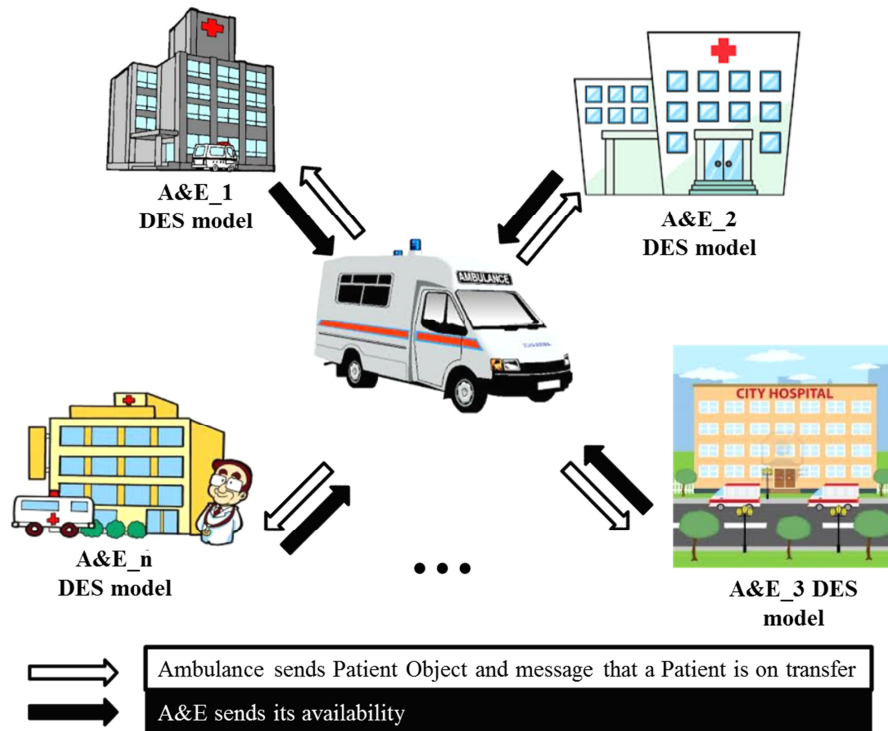 A&E_1
DES model
A&E_2
DES model
AMBULANCE
CITY HOSPITAL
A&E_n
DES model
A&E_3 DES
model
Ambulance sends Patient Object and message that a Patient is on transfer
A&E sends its availability